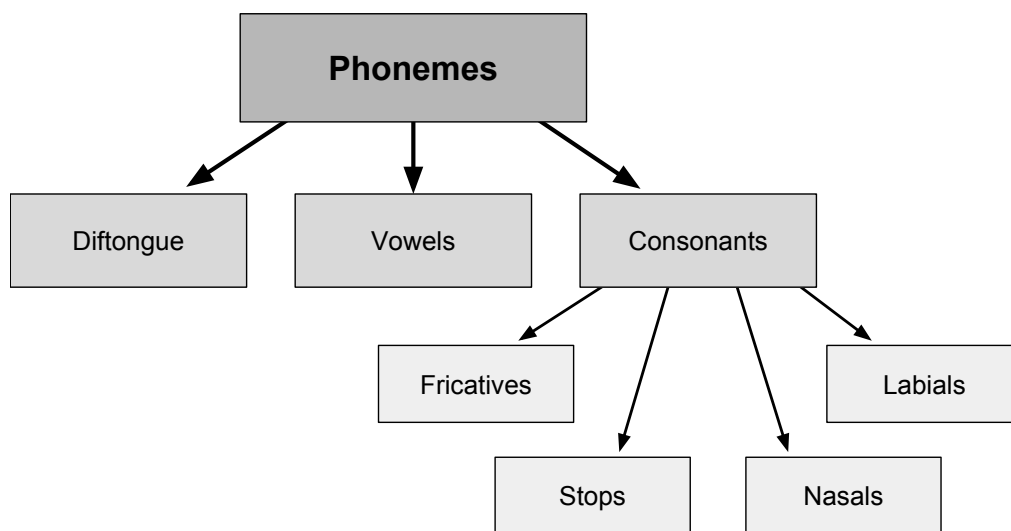 Phonemes
Diftongue
Vowels
Consonants
Fricatives
Labials
Stops
Nasals